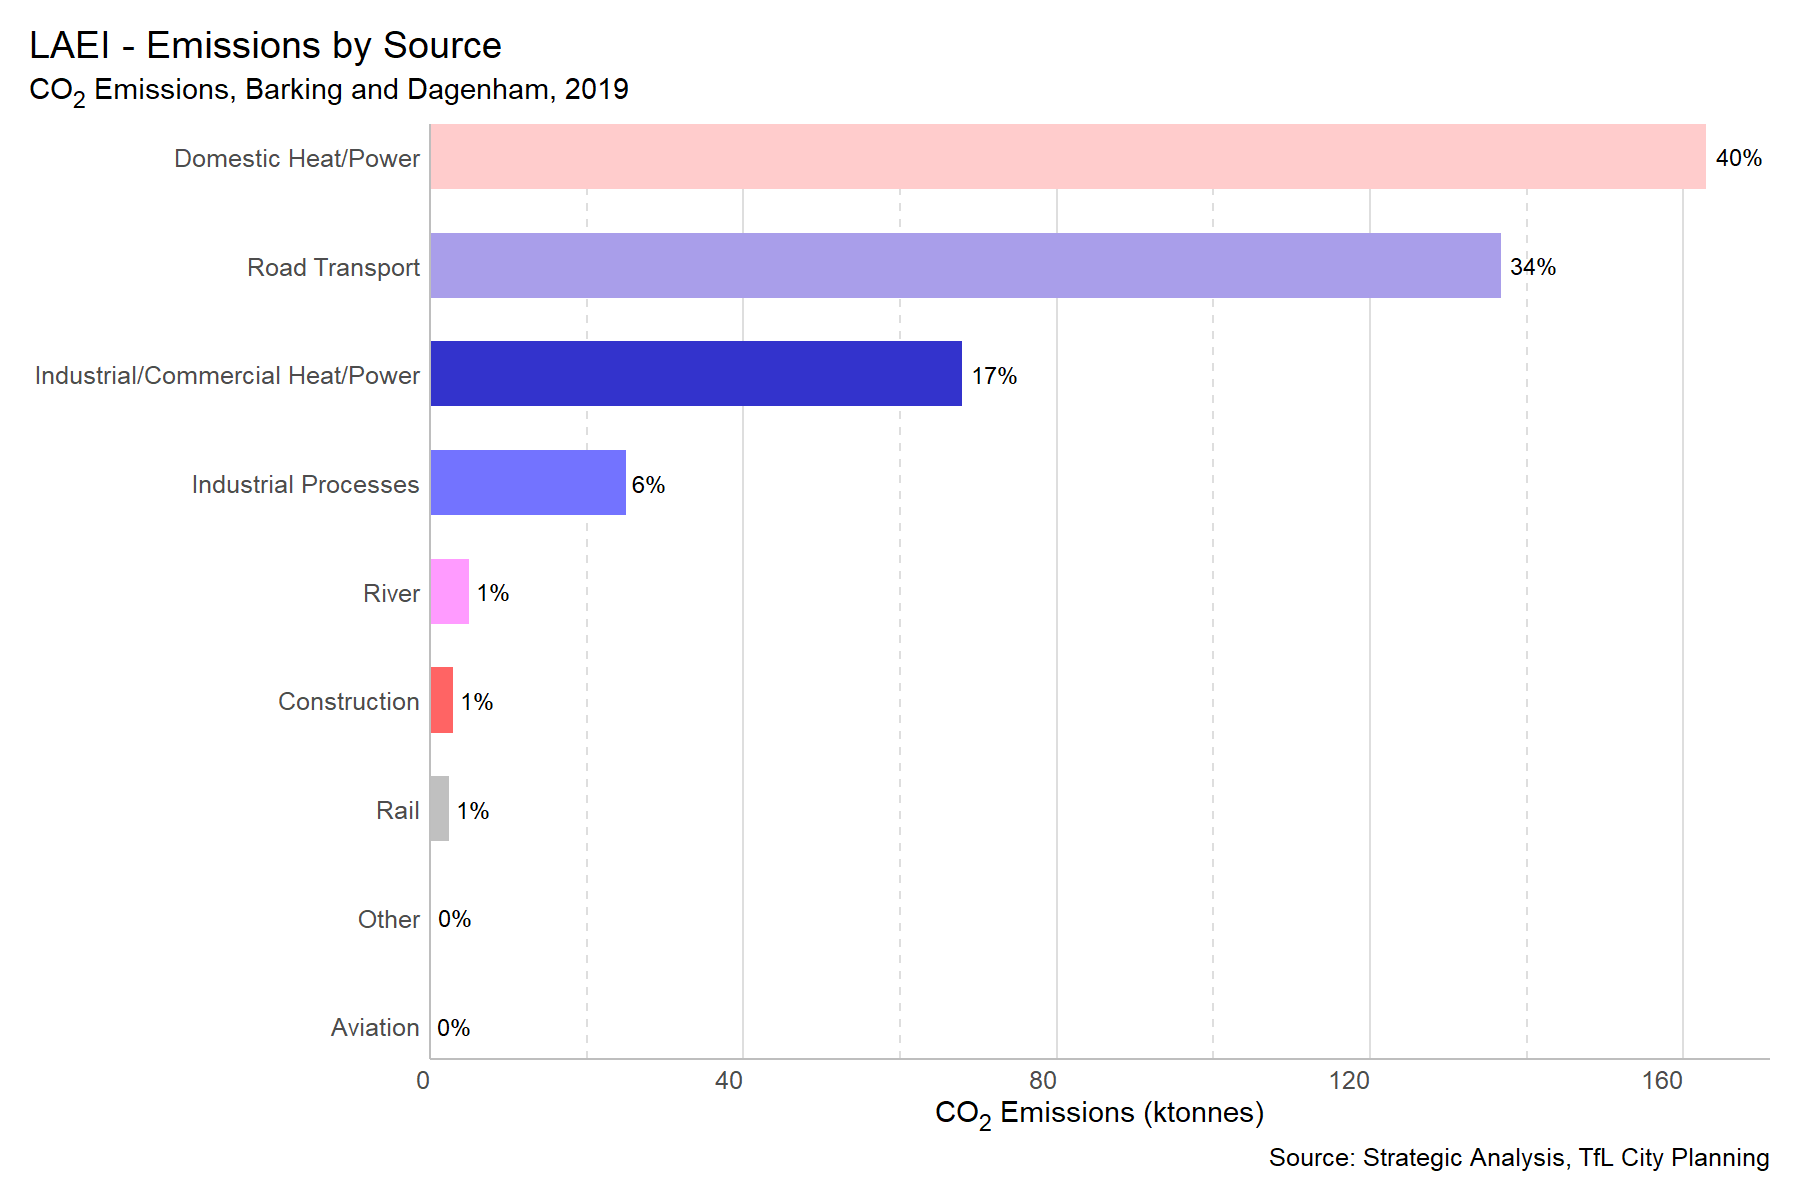 LAEI - Emissions by Source
CO₂ Emissions, Barking and Dagenham, 2019
Domestic Heat/Power 40%
Road Transport 34%
Industrial/Commercial Heat/Power 17%
Industrial Processes 6%
River 1%
Construction 1%
Rail 1%
Other 0%
Aviation 0%
0 40 80 120 160
CO₂ Emissions (ktonnes)
Source: Strategic Analysis, TfL City Planning